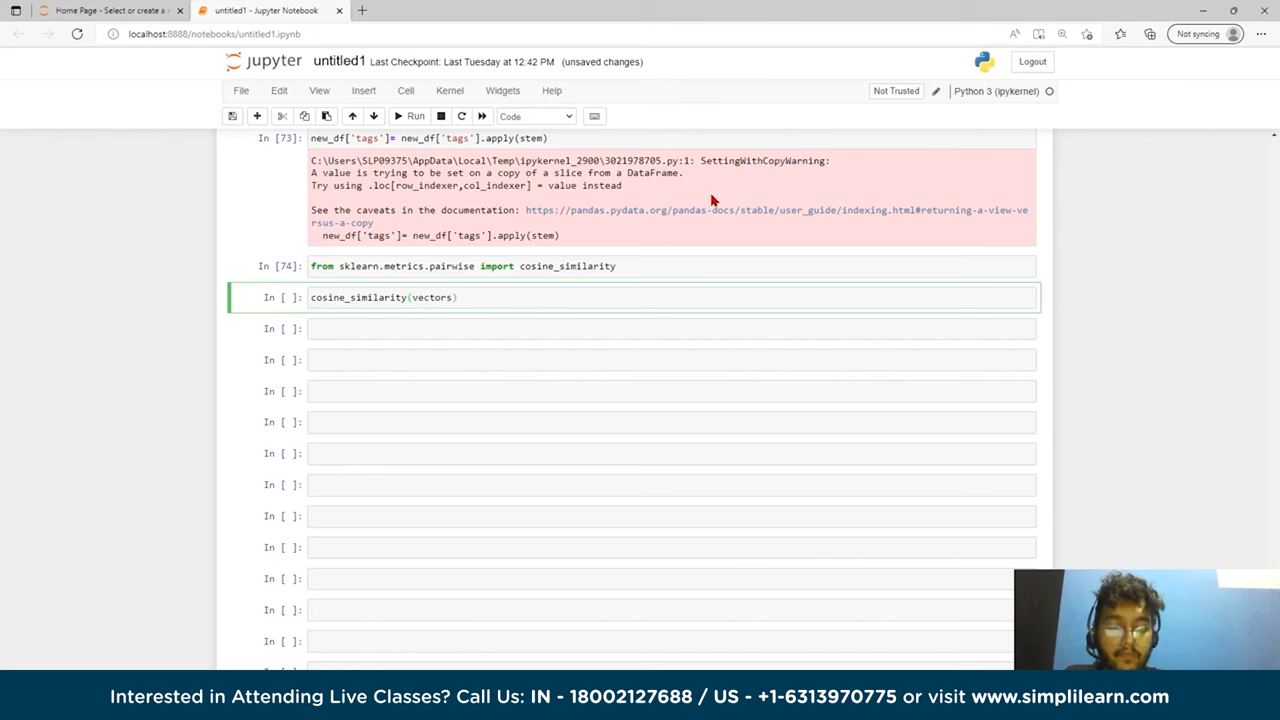 Home Page - Select or create a n
untitled1 - Jupyter Notebook
localhost:8888/notebooks/untitled1.ipynb
Not syncing
jupyter untitled1 Last Checkpoint: Last Tuesday at 12:42 PM (unsaved changes)
Logout
File Edit View Insert Cell Kernel Widgets Help
Not Trusted
Python 3 (ipykernel)
Run
Code
In [73]: new_df['tags']= new_df['tags'].apply(stem)
C:\Users\SLP09375\AppData\Local\Temp\ipykernel_2900\3021978705.py:1: SettingWithCopyWarning:
A value is trying to be set on a copy of a slice from a DataFrame.
Try using .loc[row_indexer,col_indexer] = value instead
See the caveats in the documentation: https://pandas.pydata.org/pandas-docs/stable/user_guide/indexing.html#returning-a-view-ve
rsus-a-copy
new_df['tags']= new_df['tags'].apply(stem)
In [74]: from sklearn.metrics.pairwise import cosine_similarity
In [ ]: cosine_similarity(vectors)
In [ ]:
In [ ]:
In [ ]:
In [ ]:
In [ ]:
In [ ]:
In [ ]:
In [ ]:
In [ ]:
In [ ]:
In [ ]:
Interested in Attending Live Classes? Call Us: IN - 18002127688 / US - +1-6313970775 or visit www.simplilearn.com